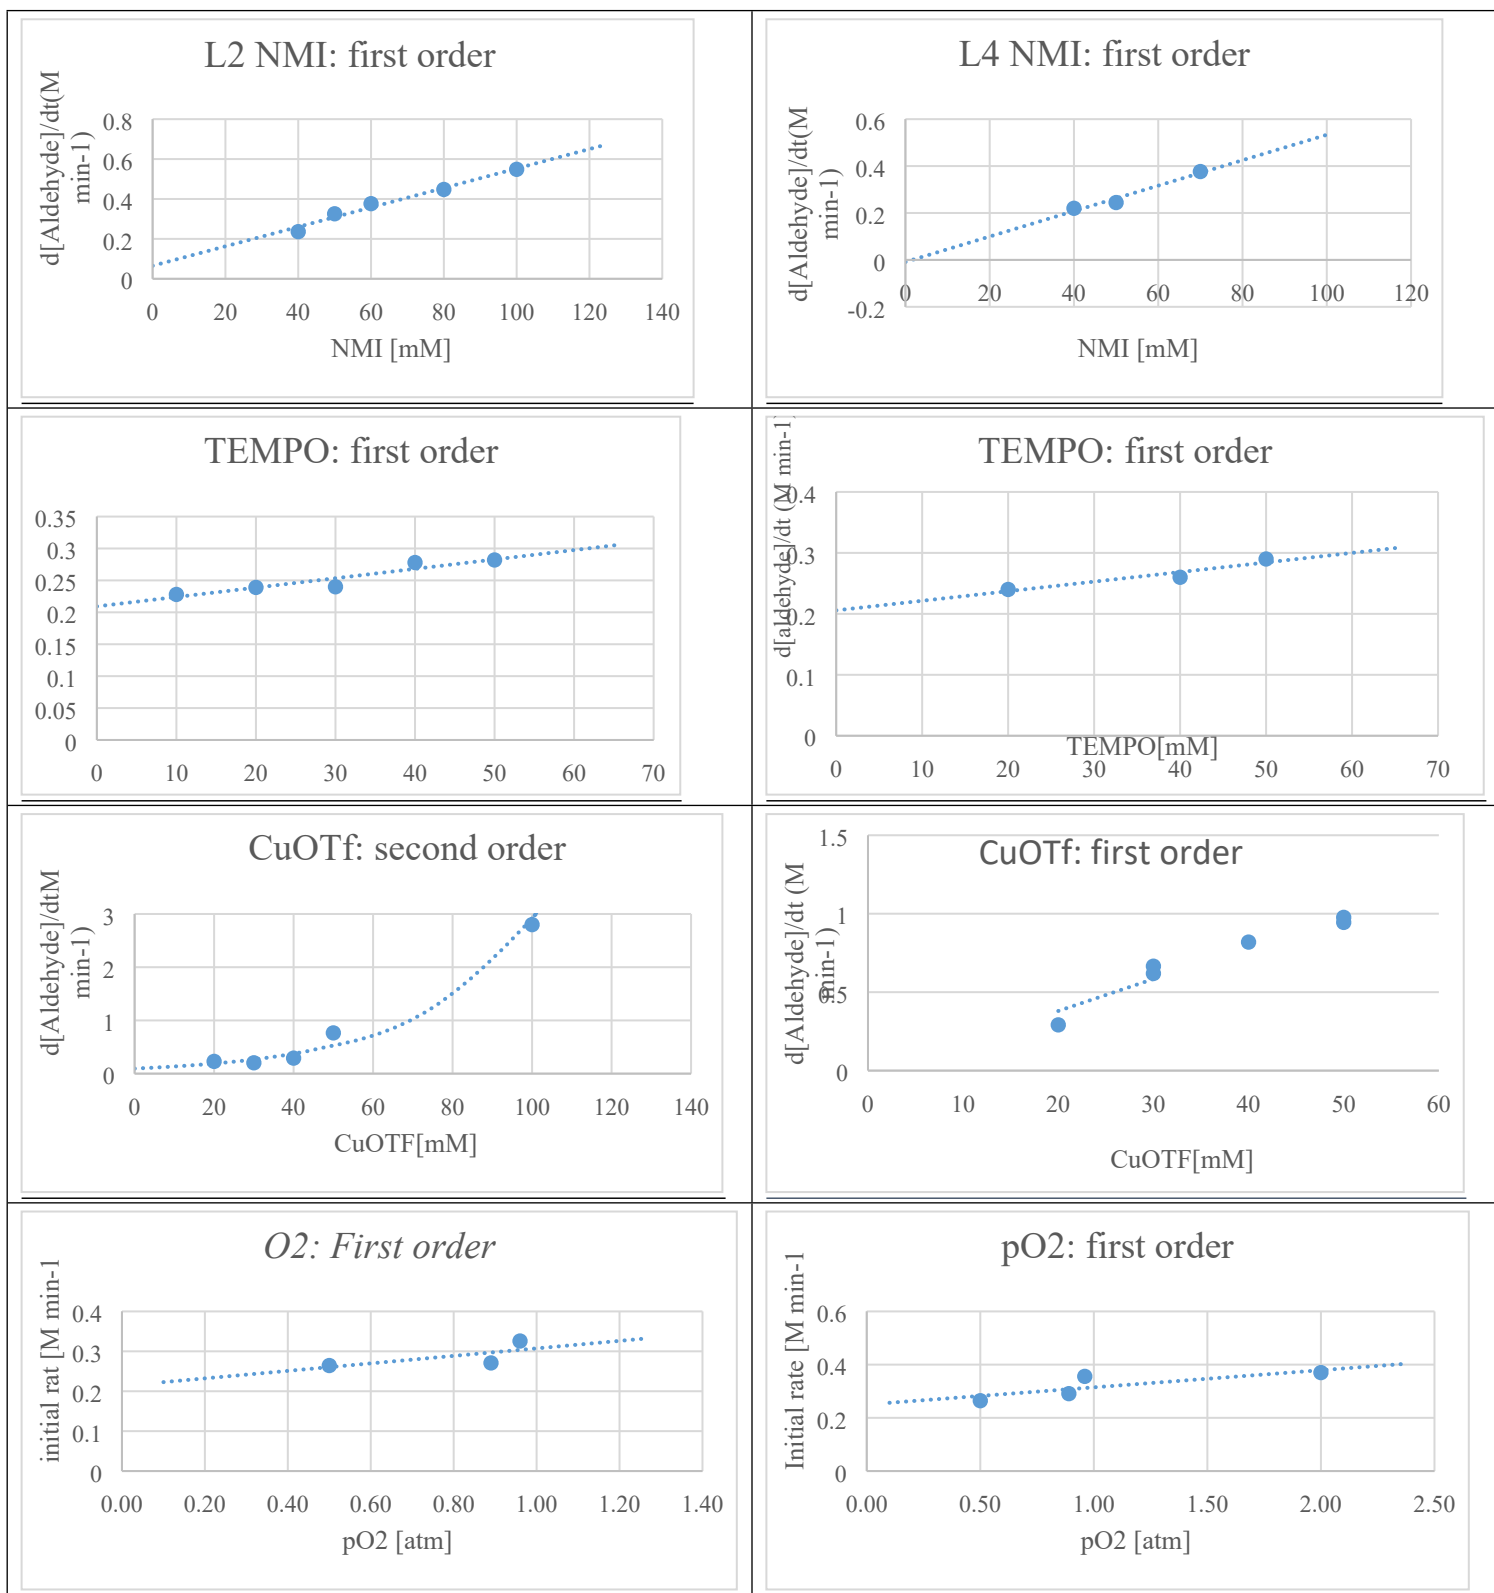 L2 NMI: first order
d[Aldehyde]/dt(M
min-1)
0.8
0.6
0.4
0.2
0
0 20 40 60 80 100 120 140
NMI [mM]
L4 NMI: first order
d[Aldehyde]/dt(M
min-1)
0.6
0.4
0.2
0
-0.2
0 20 40 60 80 100 120
NMI [mM]
TEMPO: first order
0.35
0.3
0.25
0.2
0.15
0.1
0.05
0
0 10 20 30 40 50 60 70
TEMPO: first order
d[aldehyde]/dt (M min-1)
0.4
0.3
0.2
0.1
0
TEMPO[mM]
0 10 20 30 40 50 60 70
CuOTf: second order
d[Aldehyde]/dtM
min-1)
3
2
1
0
0 20 40 60 80 100 120 140
CuOTF[mM]
CuOTf: first order
d[Aldehyde]/dt (M
min-1)
1.5
1
0.5
0
0 10 20 30 40 50 60
CuOTF[mM]
O2: First order
initial rat [M min-1
0.4
0.3
0.2
0.1
0
0.00 0.20 0.40 0.60 0.80 1.00 1.20 1.40
pO2 [atm]
pO2: first order
Initial rate [M min-1
0.6
0.4
0.2
0
0.00 0.50 1.00 1.50 2.00 2.50
pO2 [atm]